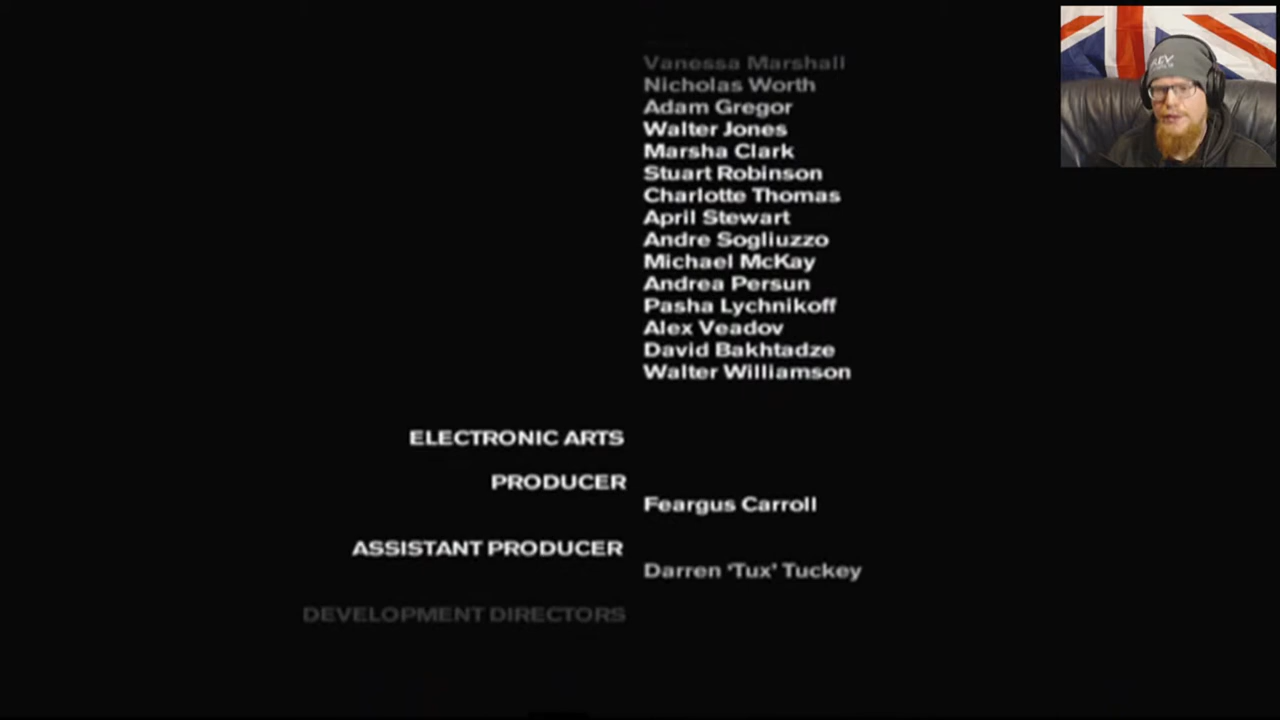 Vanessa Marshall
Nicholas Worth
Adam Gregor
Walter Jones
Marsha Clark
Stuart Robinson
Charlotte Thomas
April Stewart
Andre Sogliuzzo
Michael McKay
Andrea Persun
Pasha Lychnikoff
Alex Veadov
David Bakhtadze
Walter Williamson
ELECTRONIC ARTS
PRODUCER
Feargus Carroll
ASSISTANT PRODUCER
Darren ‘Tux’ Tuckey
DEVELOPMENT DIRECTORS